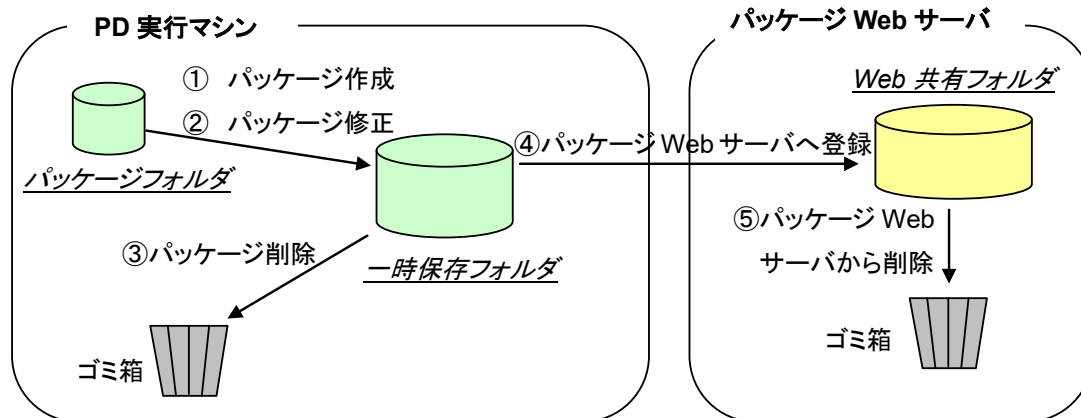 PD 実行マシン
① パッケージ作成
② パッケージ修正
パッケージフォルダ
③パッケージ削除
一時保存フォルダ
ゴミ箱
④パッケージ Web サーバへ登録
パッケージ Web サーバ
Web 共有フォルダ
⑤パッケージ Web
サーバから削除
ゴミ箱